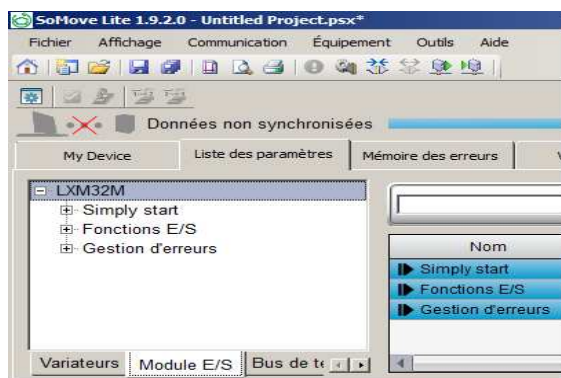 SoMove Lite 1.9.2.0 - Untitled Project.psx*
Fichier Affichage Communication Équipement Outils Aide
Données non synchronisées
My Device Liste des paramètres Mémoire des erreurs
LXM32M
Simply start
Fonctions E/S
Gestion d'erreurs
Nom
Simply start
Fonctions E/S
Gestion d'erreurs
Variateurs Module E/S Bus de